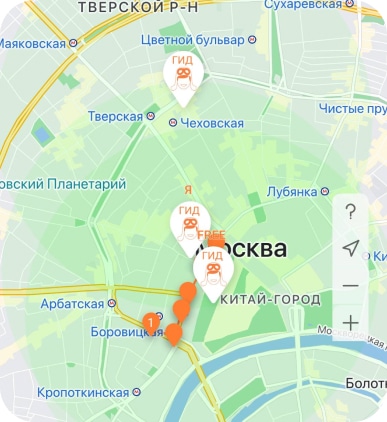 ТВЕРСКОЙ Р-Н
Сухаревская
Маяковская
Цветной бульвар
ГИД
Тверская
Чеховская
Чистые пру
овский Планетарий
Я
Лубянка
ГИД
?
FREE
Москва
ГИД
КИТАЙ-ГОРОД
Арбатская
1
Боровицкая
Мо
Болотн
Кропоткинская